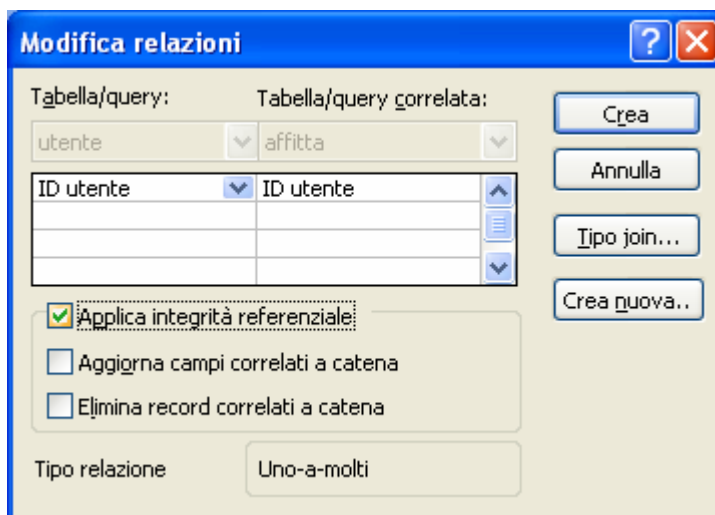 Modifica relazioni
Tabella/query: Tabella/query correlata:
Crea
utente affitta
Annulla
ID utente ID utente
Tipo join...
Crea nuova..
Applica integrità referenziale
Aggiorna campi correlati a catena
Elimina record correlati a catena
Tipo relazione Uno-a-molti